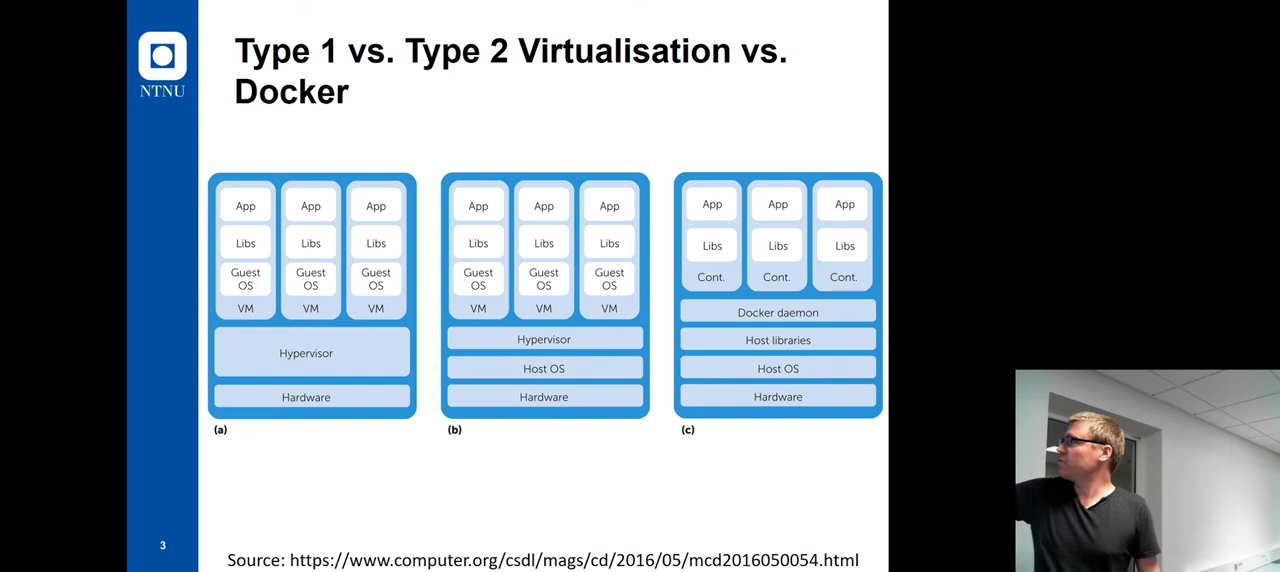 NTNU
Type 1 vs. Type 2 Virtualisation vs.
Docker
App App App
Libs Libs Libs
Guest OS Guest OS Guest OS
VM VM VM
Hypervisor
Hardware
(a)
App App App
Libs Libs Libs
Guest OS Guest OS Guest OS
VM VM VM
Hypervisor
Host OS
Hardware
(b)
App App App
Libs Libs Libs
Cont. Cont. Cont.
Docker daemon
Host libraries
Host OS
Hardware
(c)
3
Source: https://www.computer.org/csdl/mags/cd/2016/05/mcd2016050054.html